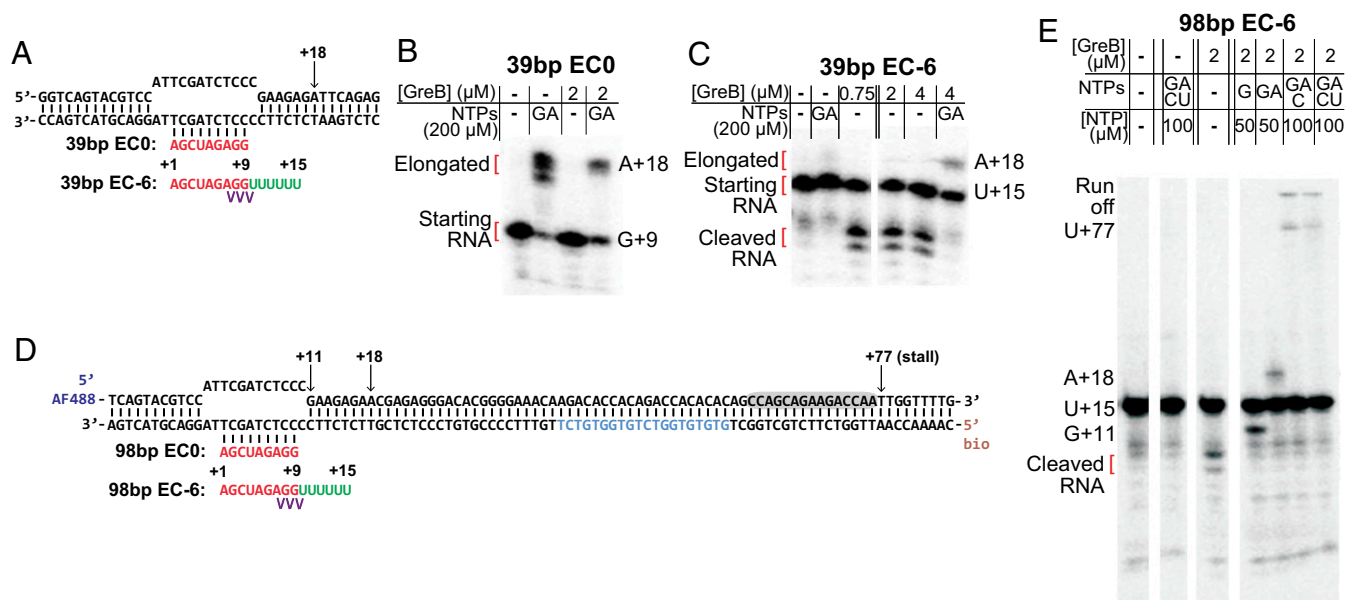 A
+18
ATTCGATCTCCC
5’-GGTCAGTACGTCC GAAGAGATTCAGAG
3’-CCAGTCATGCAGGATTCGATCTCCCCTTCTCTAAGTCTC
39bp EC0: AGCUAGAGG
+1 +9 +15
39bp EC-6: AGCUAGAGGUUUUUU
VVV
B
39bp EC0
[GreB] (µM) - - 2 2
NTPs (200 µM) - GA - GA
Elongated [ A+18
Starting RNA [ G+9
C
39bp EC-6
[GreB] (µM) - - 0.75 2 4 4
NTPs (200 µM) - GA - - - GA
Elongated [ A+18
Starting RNA [ U+15
Cleaved RNA [
D
+11 +18 +77 (stall)
5’
ATTCGATCTCCC
AF488 - TCAGTACGTCC GAAGAGAACGAGAGGGACACGGGGAAACAAGACACCACAGACCACACACAGCCAGCAGAAGACCAATTGGTTTTG-3’
3’-AGTCATGCAGGATTCGATCTCCCCTTCTCTTGCTCTCCCTGTGCCCCTTTGTTCTGTGGTGTCTGGTGTGTGTCGGTCGTCTTCTGGTTAACCAAAAC-5’
bio
98bp EC0: AGCUAGAGG
+1 +9 +15
98bp EC-6: AGCUAGAGGUUUUUU
VVV
E
98bp EC-6
[GreB] (µM) - - 2 2 2 2 2
NTPs - GA CU - G GA GA C GA CU
[NTP] (µM) - 100 - 50 50 100 100
Run off
U+77
A+18
U+15
G+11
Cleaved RNA [